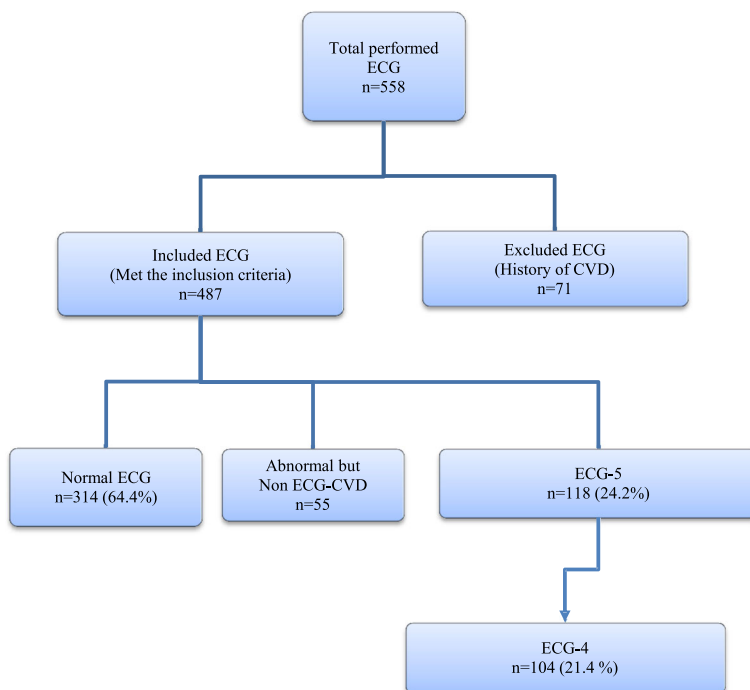 Total performed
ECG
n=558
Included ECG
(Met the inclusion criteria)
n=487
Excluded ECG
(History of CVD)
n=71
Normal ECG
n=314 (64.4%)
Abnormal but
Non ECG-CVD
n=55
ECG-5
n=118 (24.2%)
ECG-4
n=104 (21.4 %)